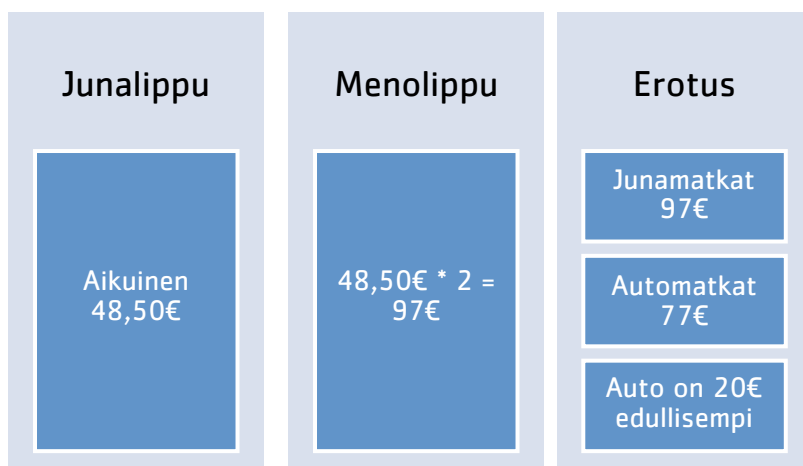 Junalippu
Aikuinen
48,50€
Menolippu
48,50€ * 2 =
97€
Erotus
Junamatkat
97€
Automatkat
77€
Auto on 20€
edullisempi